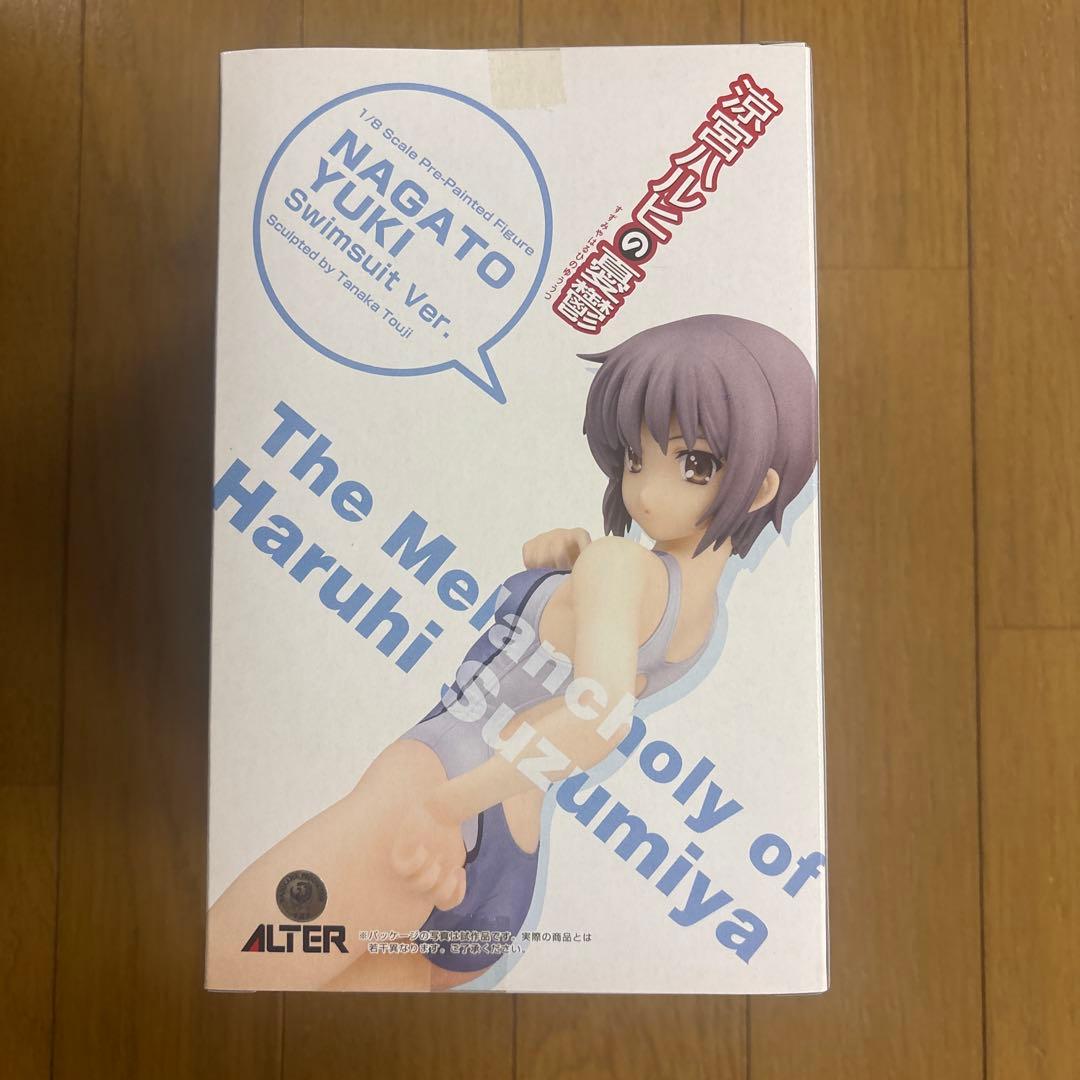 1/8 Scale Pre-Painted Figure
NAGATO
YUKI
Swimsuit Ver.
Sculpted by Tanaka Touji
涼宮ハルヒの憂鬱
すずみやはるひのゆううつ
The Melancholy of
Haruhi Suzumiya
ALTER
※パッケージの写真は試作品です。実際の商品とは
若干異なります。ご了承ください。